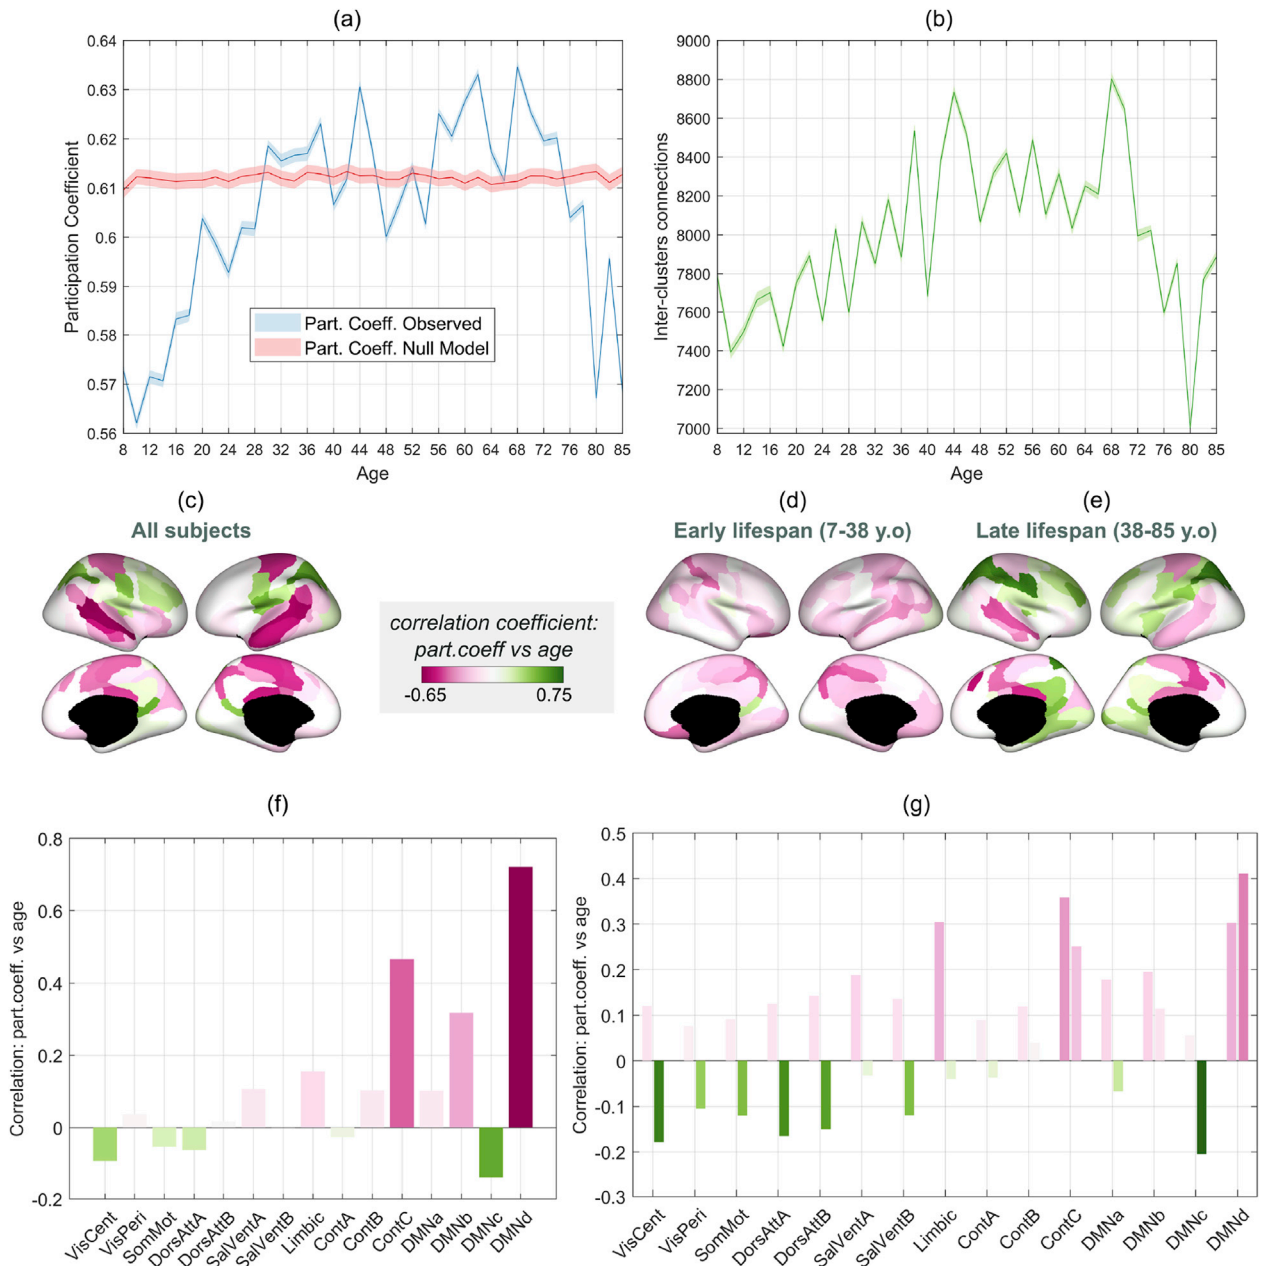 (a)
0.64
0.63
0.62
0.61
0.6
0.59
0.58
0.57
0.56
Participation Coefficient
Part. Coeff. Observed
Part. Coeff. Null Model
8 12 16 20 24 28 32 36 40 44 48 52 56 60 64 68 72 76 80 85
Age
(b)
9000
8800
8600
8400
8200
8000
7800
7600
7400
7200
7000
Inter-clusters connections
8 12 16 20 24 28 32 36 40 44 48 52 56 60 64 68 72 76 80 85
Age
(c)
All subjects
correlation coefficient:
part.coeff vs age
-0.65 0.75
(d)
Early lifespan (7-38 y.o)
(e)
Late lifespan (38-85 y.o)
(f)
0.8
0.6
0.4
0.2
0
-0.2
Correlation: part.coeff. vs age
VisCent
VisPeri
SomMot
DorsAttA
DorsAttB
SalVentA
SalVentB
Limbic
ContA
ContB
ContC
DMNa
DMNb
DMNc
DMNd
(g)
0.5
0.4
0.3
0.2
0.1
0
-0.1
-0.2
-0.3
Correlation: part.coeff. vs age
VisCent
VisPeri
SomMot
DorsAttA
DorsAttB
SalVentA
SalVentB
Limbic
ContA
ContB
ContC
DMNa
DMNb
DMNc
DMNd